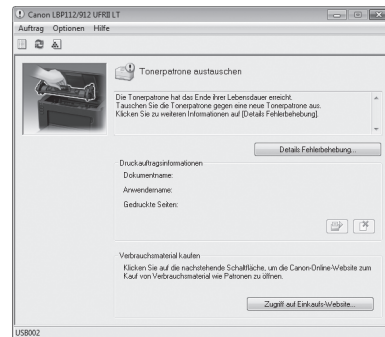 Canon LBP112/912 UFRII LT
Auftrag Optionen Hilfe
Tonerpatrone austauschen
Die Tonerpatrone hat das Ende ihrer Lebensdauer erreicht.
Tauschen Sie die Tonerpatrone gegen eine neue Tonerpatrone aus.
Klicken Sie zu weiteren Informationen auf [Details Fehlerbehebung].
Details Fehlerbehebung...
Druckauftragsinformationen
Dokumentname:
Anwendername:
Gedruckte Seiten:
Verbrauchsmaterial kaufen
Klicken Sie auf die nachstehende Schaltfläche, um die Canon-Online-Website zum
Kauf von Verbrauchsmaterial wie Patronen zu öffnen.
Zugriff auf Einkaufs-Website...
USB002